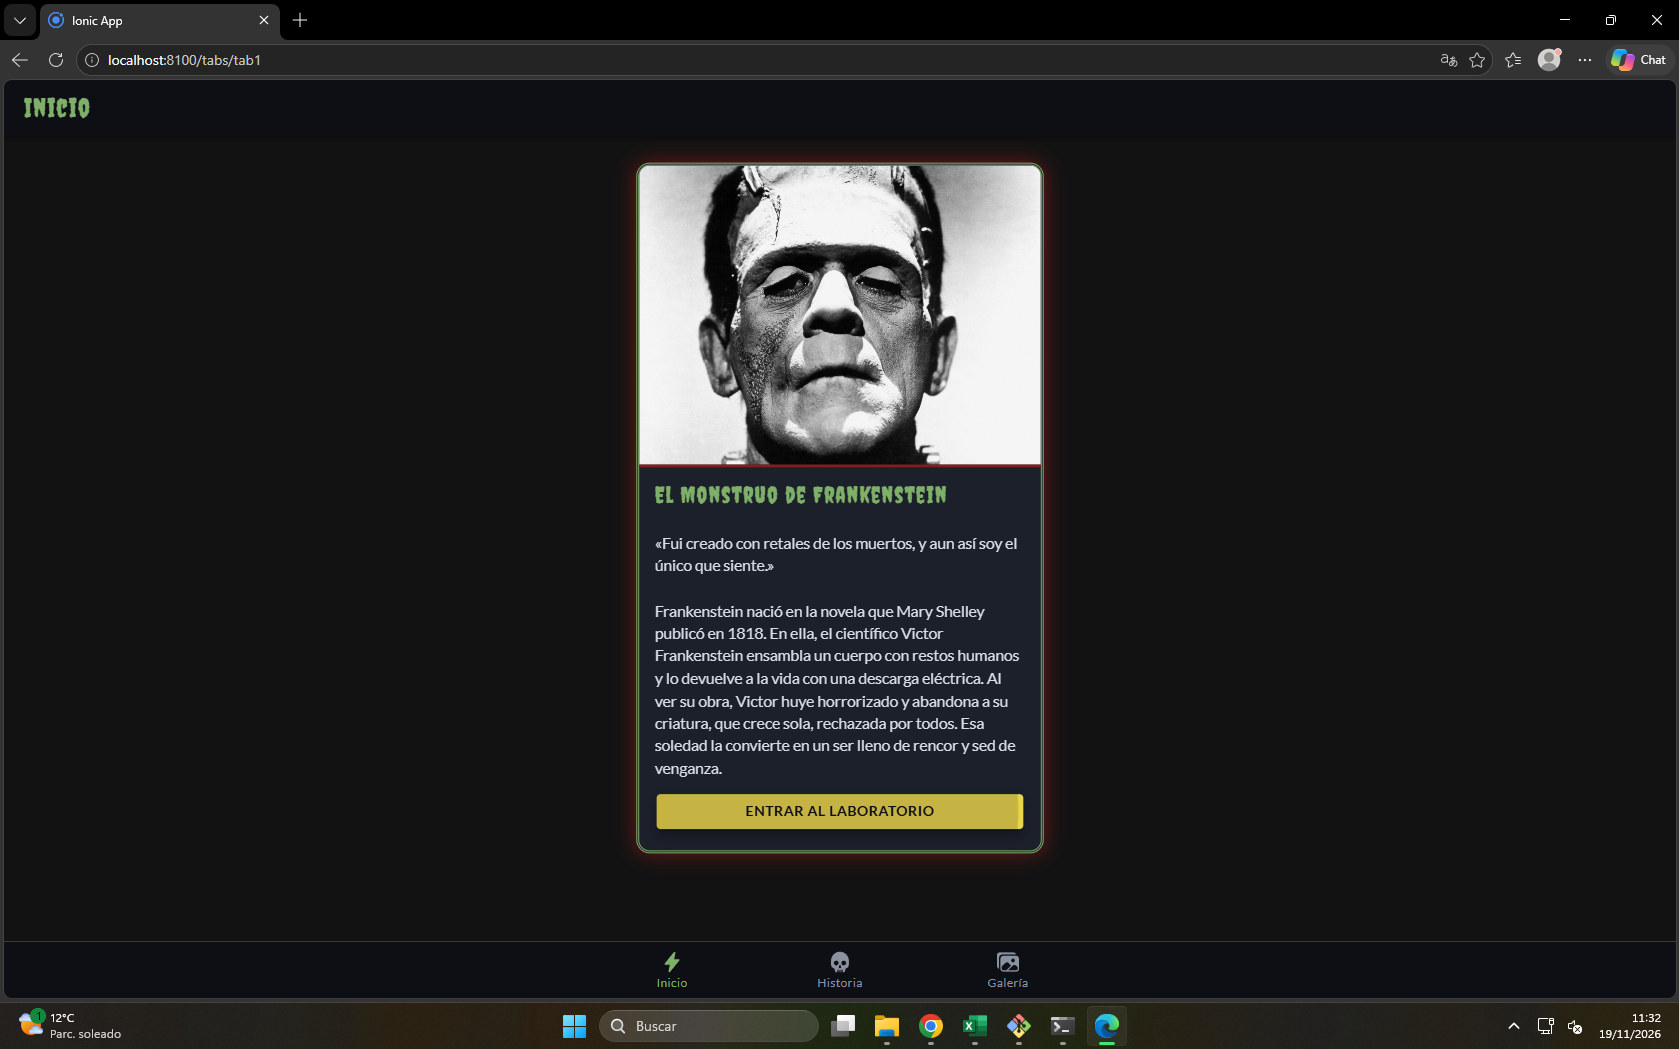 Ionic App
localhost:8100/tabs/tab1
Chat
INICIO
EL MONSTRUO DE FRANKENSTEIN
«Fui creado con retales de los muertos, y aun así soy el
único que siente.»
Frankenstein nació en la novela que Mary Shelley
publicó en 1818. En ella, el científico Victor
Frankenstein ensambla un cuerpo con restos humanos
y lo devuelve a la vida con una descarga eléctrica. Al
ver su obra, Victor huye horrorizado y abandona a su
criatura, que crece sola, rechazada por todos. Esa
soledad la convierte en un ser lleno de rencor y sed de
venganza.
ENTRAR AL LABORATORIO
Inicio
Historia
Galería
1
12°C
Parc. soleado
Buscar
11:32
19/11/2026